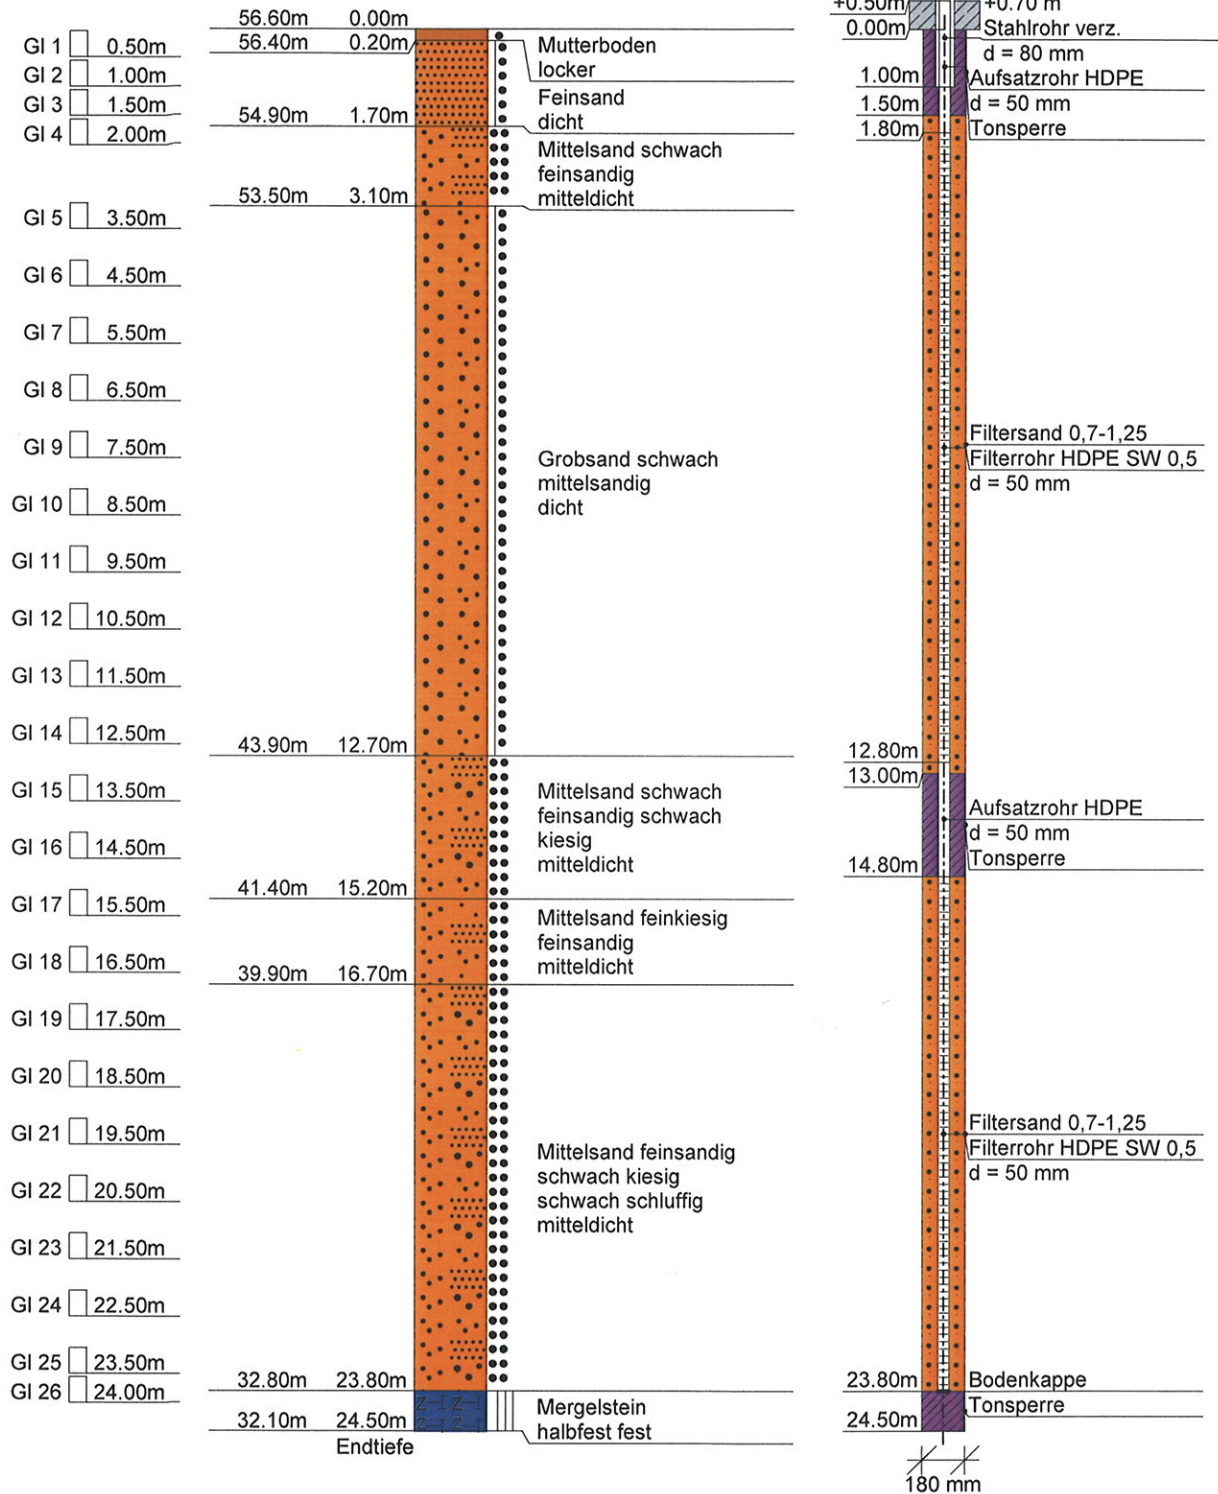 GI 1 0.50m
GI 2 1.00m
GI 3 1.50m
GI 4 2.00m
GI 5 3.50m
GI 6 4.50m
GI 7 5.50m
GI 8 6.50m
GI 9 7.50m
GI 10 8.50m
GI 11 9.50m
GI 12 10.50m
GI 13 11.50m
GI 14 12.50m
GI 15 13.50m
GI 16 14.50m
GI 17 15.50m
GI 18 16.50m
GI 19 17.50m
GI 20 18.50m
GI 21 19.50m
GI 22 20.50m
GI 23 21.50m
GI 24 22.50m
GI 25 23.50m
GI 26 24.00m
56.60m 0.00m
56.40m 0.20m
54.90m 1.70m
53.50m 3.10m
43.90m 12.70m
41.40m 15.20m
39.90m 16.70m
32.80m 23.80m
32.10m 24.50m
Endtiefe
Z Z
Z Z
Mutterboden
locker
Feinsand
dicht
Mittelsand schwach
feinsandig
mitteldicht
Grobsand schwach
mittelsandig
dicht
Mittelsand schwach
feinsandig schwach
kiesig
mitteldicht
Mittelsand feinkiesig
feinsandig
mitteldicht
Mittelsand feinsandig
schwach kiesig
schwach schluffig
mitteldicht
Mergelstein
halbfest fest
+0.50m
0.00m
1.00m
1.50m
1.80m
12.80m
13.00m
14.80m
23.80m
24.50m
+0.70 m
Stahlrohr verz.
d = 80 mm
Aufsatzrohr HDPE
d = 50 mm
Tonsperre
Filtersand 0,7-1,25
Filterrohr HDPE SW 0,5
d = 50 mm
Aufsatzrohr HDPE
d = 50 mm
Tonsperre
Filtersand 0,7-1,25
Filterrohr HDPE SW 0,5
d = 50 mm
Bodenkappe
Tonsperre
180 mm